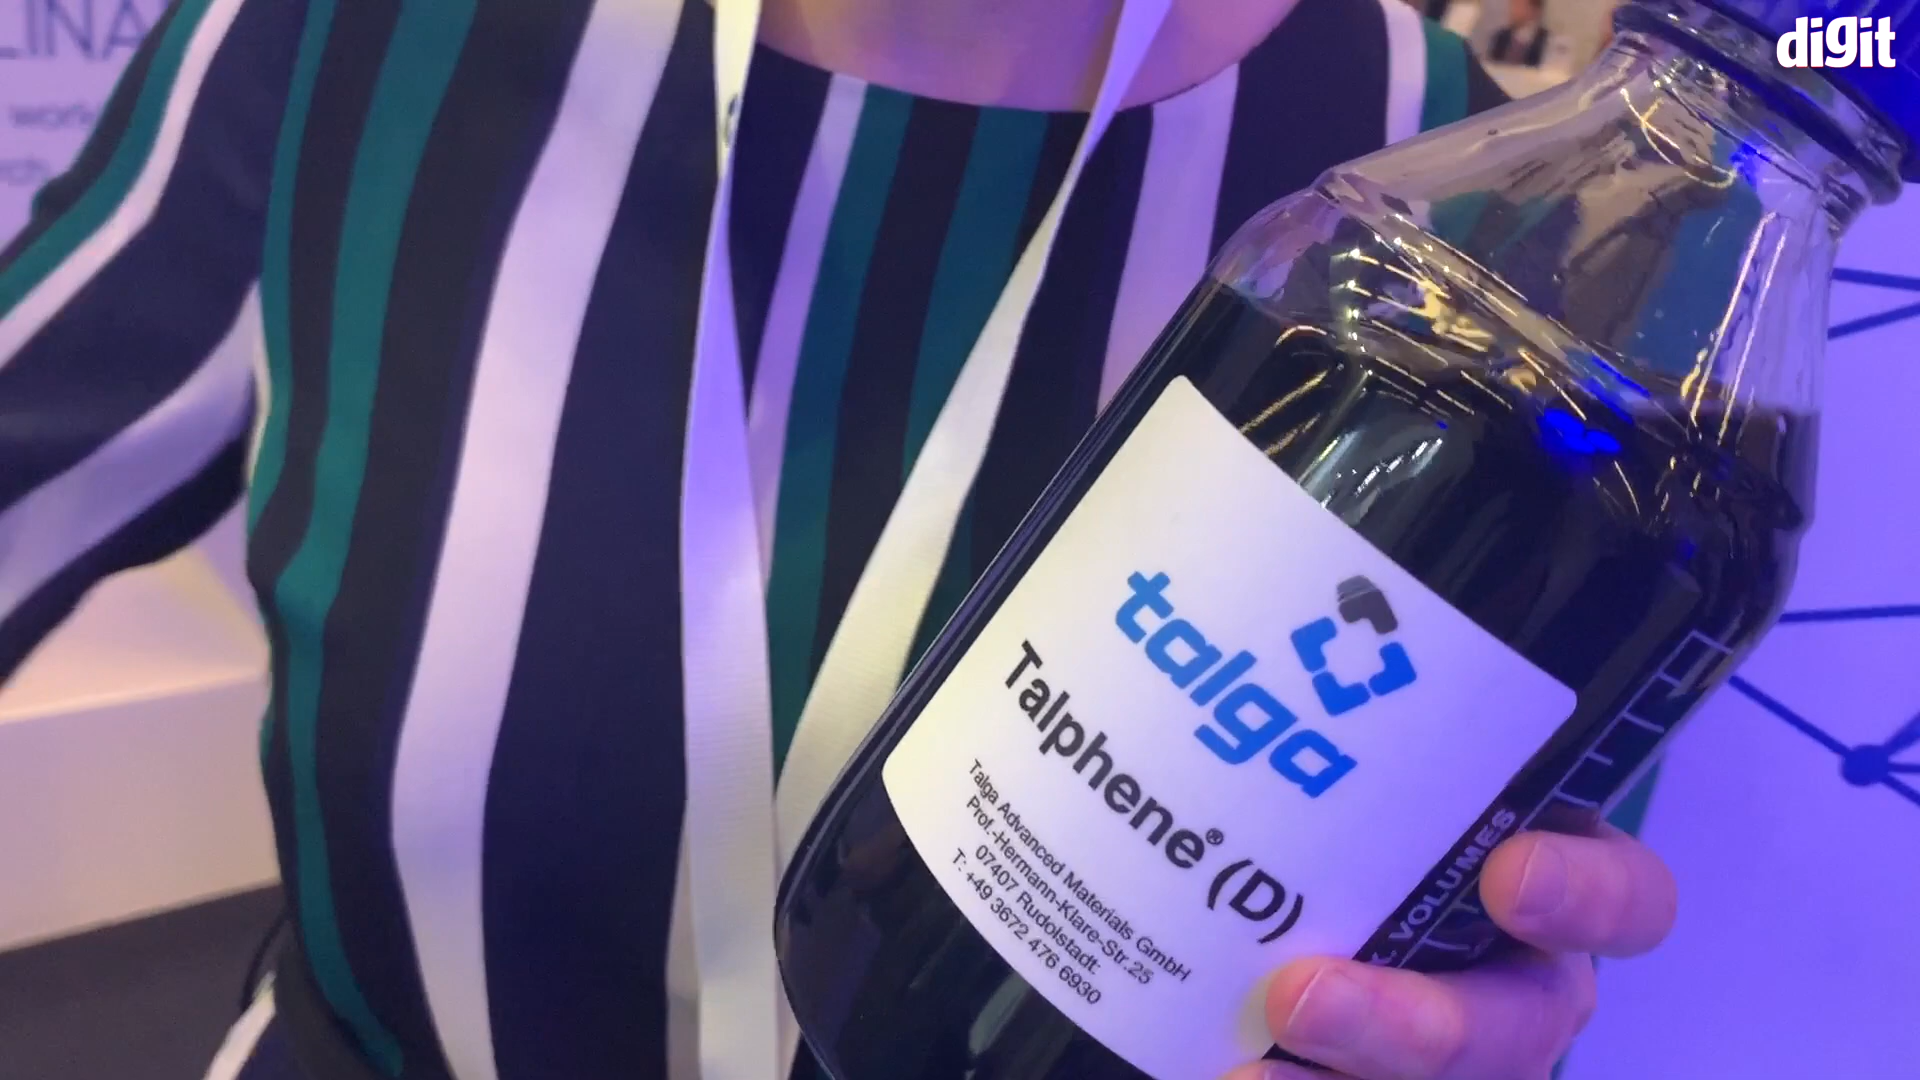 digit
work
talga
Talphene® (D)
Talga Advanced Materials GmbH
Prof.-Hermann-Klare-Str.25
07407 Rudolstadt
T: +49 3672 476 6930
VOLUMES